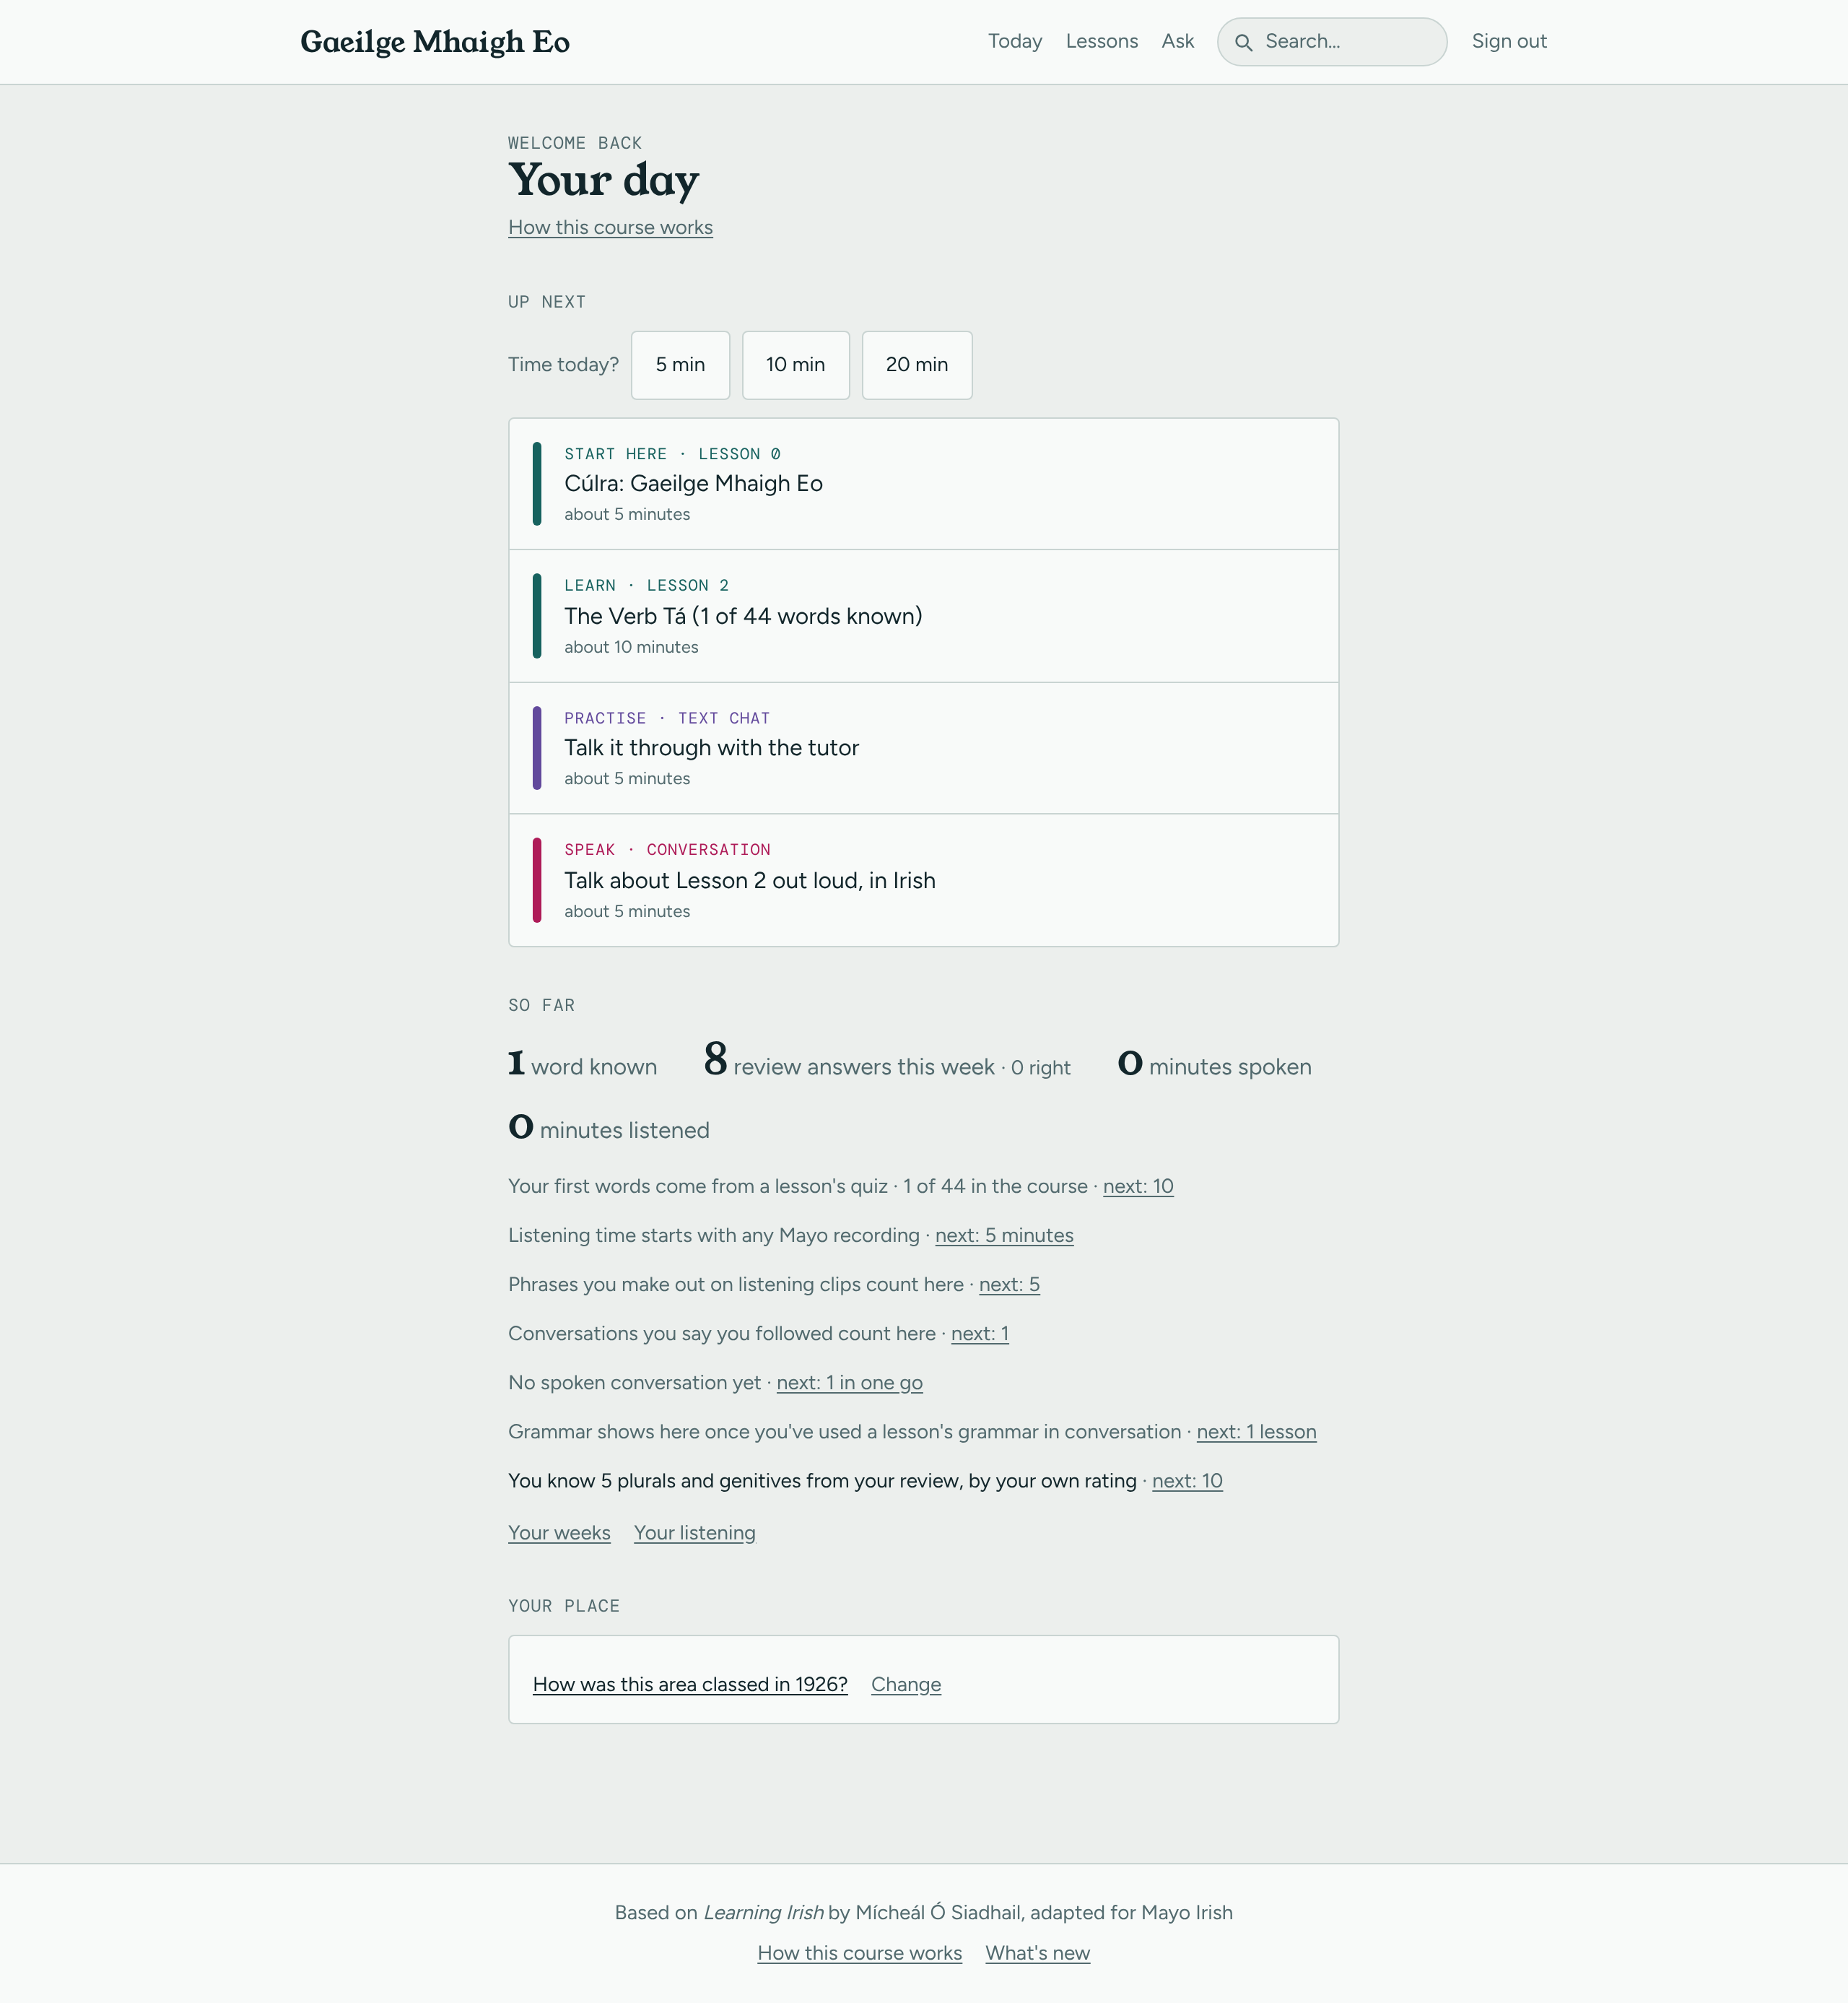 Gaeilge Mhaigh Eo
Today Lessons Ask Search... Sign out
WELCOME BACK
Your day
How this course works
UP NEXT
Time today? 5 min 10 min 20 min
START HERE · LESSON 0
Cúlra: Gaeilge Mhaigh Eo
about 5 minutes
LEARN · LESSON 2
The Verb Tá (1 of 44 words known)
about 10 minutes
PRACTISE · TEXT CHAT
Talk it through with the tutor
about 5 minutes
SPEAK · CONVERSATION
Talk about Lesson 2 out loud, in Irish
about 5 minutes
SO FAR
1 word known 8 review answers this week · 0 right 0 minutes spoken
0 minutes listened
Your first words come from a lesson's quiz · 1 of 44 in the course · next: 10
Listening time starts with any Mayo recording · next: 5 minutes
Phrases you make out on listening clips count here · next: 5
Conversations you say you followed count here · next: 1
No spoken conversation yet · next: 1 in one go
Grammar shows here once you've used a lesson's grammar in conversation · next: 1 lesson
You know 5 plurals and genitives from your review, by your own rating · next: 10
Your weeks Your listening
YOUR PLACE
How was this area classed in 1926? Change
Based on Learning Irish by Mícheál Ó Siadhail, adapted for Mayo Irish
How this course works What's new